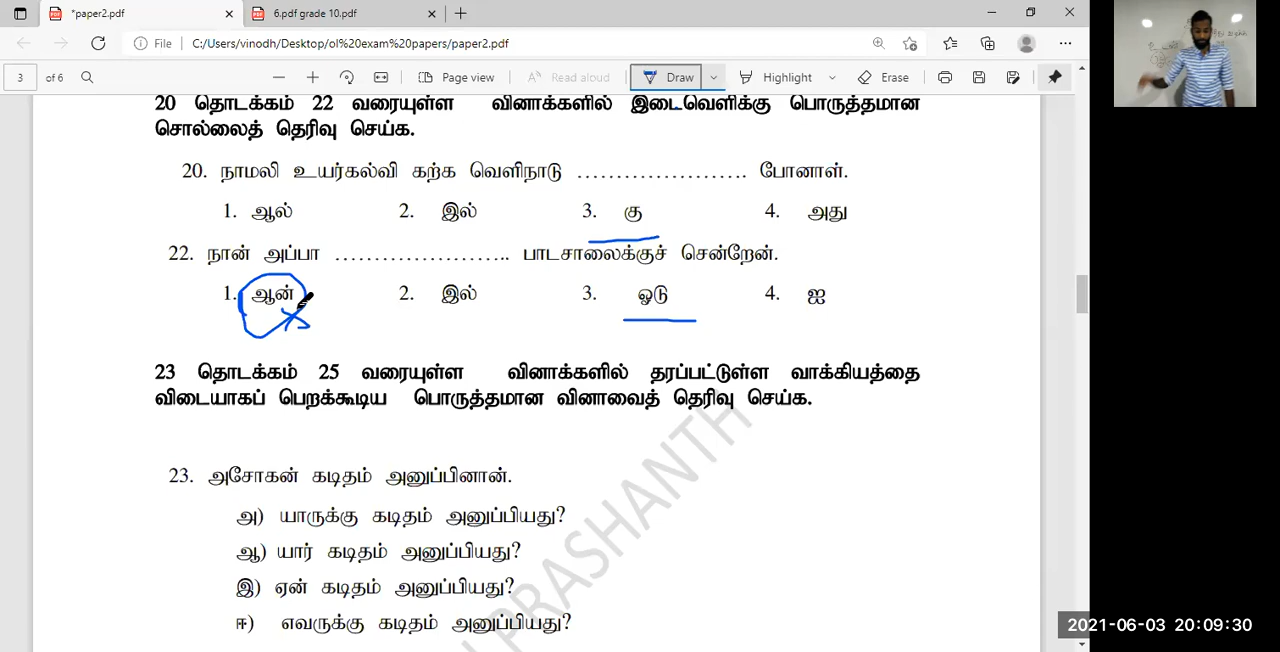 *paper2.pdf
6.pdf grade 10.pdf
File C:/Users/vinodh/Desktop/ol%20exam%20papers/paper2.pdf
3 of 6 Page view Read aloud Draw Highlight Erase
20 தொடக்கம் 22 வரையுள்ள வினாக்களில் இடைவெளிக்கு பொருத்தமான
சொல்லைத் தெரிவு செய்க.
20. நாமலி உயர்கல்வி கற்க வெளிநாடு ...................... போனாள்.
1. ஆல் 2. இல் 3. கு 4. அது
22. நான் அப்பா ....................... பாடசாலைக்குச் சென்றேன்.
1. ஆன் 2. இல் 3. ஓடு 4. ஐ
23 தொடக்கம் 25 வரையுள்ள வினாக்களில் தரப்பட்டுள்ள வாக்கியத்தை
விடையாகப் பெறக்கூடிய பொருத்தமான வினாவைத் தெரிவு செய்க.
23. அசோகன் கடிதம் அனுப்பினான்.
அ) யாருக்கு கடிதம் அனுப்பியது?
ஆ) யார் கடிதம் அனுப்பியது?
இ) ஏன் கடிதம் அனுப்பியது?
ஈ) எவருக்கு கடிதம் அனுப்பியது?
PRASHANTH
2021-06-03 20:09:30